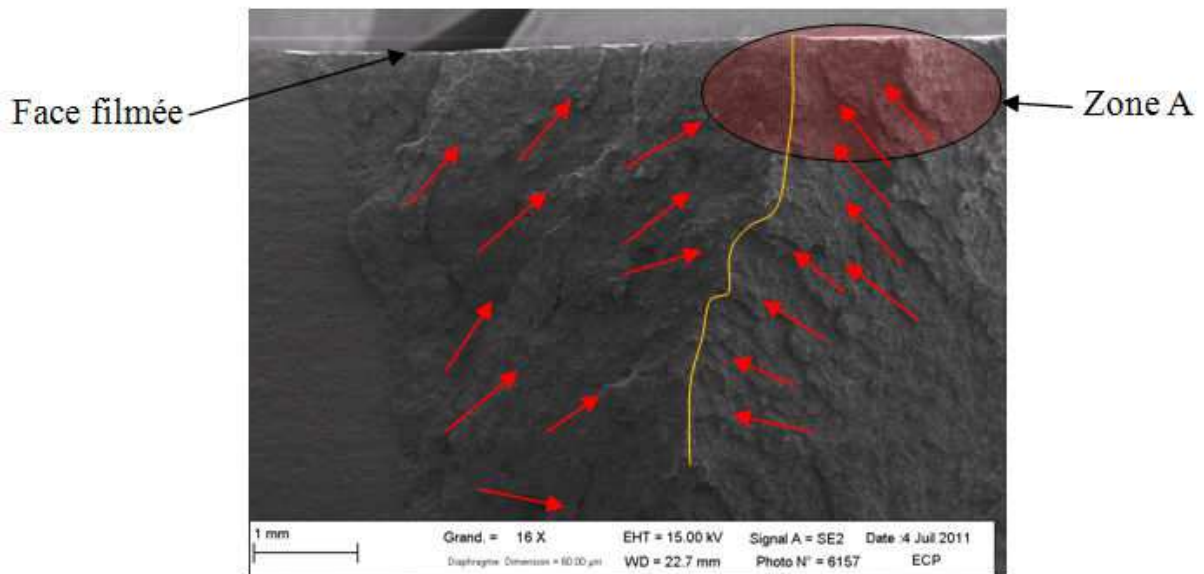 Face filmée
Zone A
1 mm
Grand. = 16 X
EHT = 15.00 kV
Signal A = SE2
Date :4 Juil 2011
Diaphragme: Dimension = 60.00 µm
WD = 22.7 mm
Photo N° = 6157
ECP